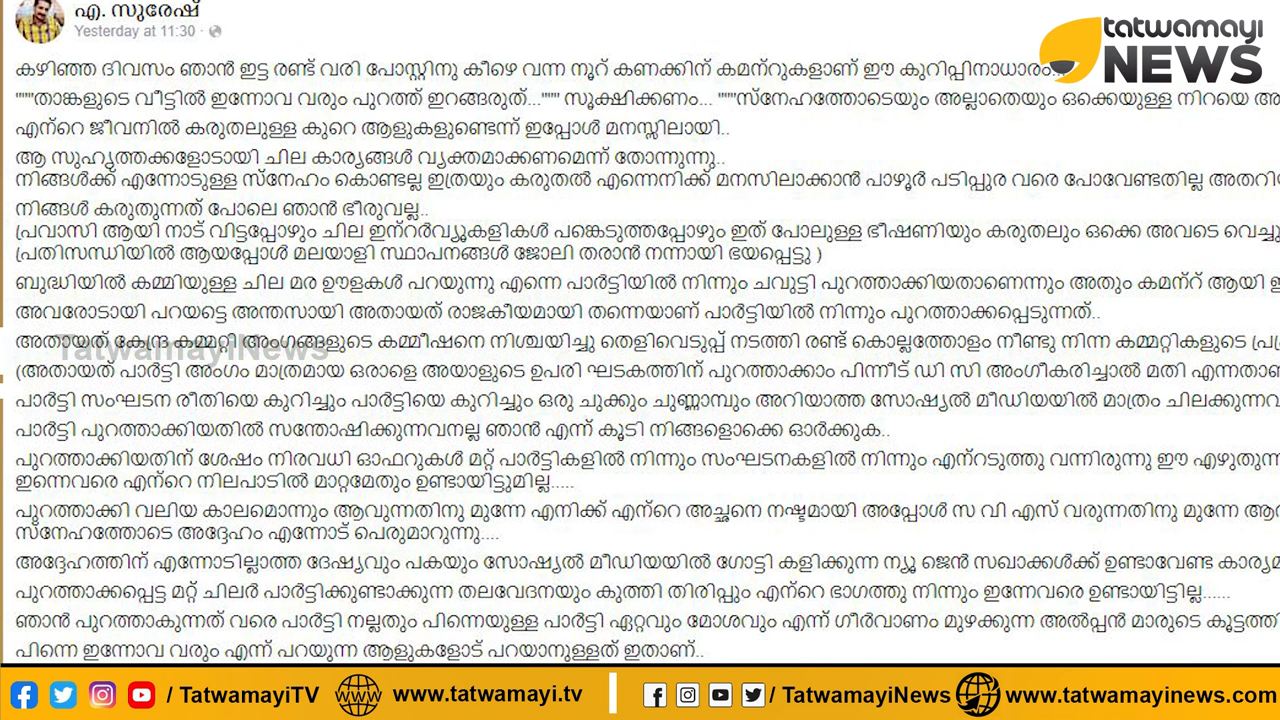 എ. സുരേഷ്
Yesterday at 11:30 ·
tatwamayi
NEWS
കഴിഞ്ഞ ദിവസം ഞാൻ ഇട്ട രണ്ട് വരി പോസ്റ്റിനു കീഴെ വന്ന നൂറ് കണക്കിന് കമന്റുകളാണ് ഈ കുറിപ്പിനാധാരം...
"""താങ്കളുടെ വീട്ടിൽ ഇന്നോവ വരും പുറത്ത് ഇറങ്ങരുത്...""" സൂക്ഷിക്കണം... """സ്നേഹത്തോടെയും അല്ലാതെയും ഒക്കെയുള്ള നിറയെ
എന്റെ ജീവനിൽ കരുതലുള്ള കുറെ ആളുകളുണ്ടെന്ന് ഇപ്പോൾ മനസ്സിലായി..
ആ സുഹൃത്തക്കളോടായി ചില കാര്യങ്ങൾ വ്യക്തമാക്കണമെന്ന് തോന്നുന്നു..
നിങ്ങൾക്ക് എന്നോടുള്ള സ്നേഹം കൊണ്ടല്ല ഇത്രയും കരുതൽ എന്നെനിക്ക് മനസിലാക്കാൻ പാഴൂർ പടിപ്പുര വരെ പോവേണ്ടതില്ല
നിങ്ങൾ കരുതുന്നത് പോലെ ഞാൻ ഭീരുവല്ല..
പ്രവാസി ആയി നാട് വിട്ടപ്പോഴും ചില ഇന്റർവ്യൂകളികൾ പങ്കെടുത്തപ്പോഴും ഇത് പോലുള്ള ഭീഷണിയും കരുതലും ഒക്കെ അവടെ
പ്രതിസന്ധിയിൽ ആയപ്പോൾ മലയാളി സ്ഥാപനങ്ങൾ ജോലി തരാൻ നന്നായി ഭയപ്പെട്ടു )
ബുദ്ധിയിൽ കമ്മിയുള്ള ചില മര ഊളകൾ പറയുന്നു എന്നെ പാർട്ടിയിൽ നിന്നും ചവുട്ടി പുറത്താക്കിയതാണെന്നും അതും കമന്റ് ആയി
അവരോടായി പറയട്ടെ അന്തസായി അതായത് രാജകീയമായി തന്നെയാണ് പാർട്ടിയിൽ നിന്നും പുറത്താക്കപ്പെടുന്നത്..
അതായത് കേന്ദ്ര കമ്മറ്റി അംഗങ്ങളുടെ കമ്മീഷനെ നിശ്ചയിച്ചു തെളിവെടുപ്പ് നടത്തി രണ്ട് കൊല്ലത്തോളം നീണ്ടു നിന്ന കമ്മറ്റികളുടെ
TatwamayiNews
(അതായത് പാർട്ടി അംഗം മാത്രമായ ഒരാളെ അയാളുടെ ഉപരി ഘടകത്തിന് പുറത്താക്കാം പിന്നീട് ഡി സി അംഗീകരിച്ചാൽ മതി
പാർട്ടി സംഘടന രീതിയെ കുറിച്ചും പാർട്ടിയെ കുറിച്ചും ഒരു ചുക്കും ചുണ്ണാമ്പും അറിയാത്ത സോഷ്യൽ മീഡിയയിൽ മാത്രം
പാർട്ടി പുറത്താക്കിയതിൽ സന്തോഷിക്കുന്നവനല്ല ഞാൻ എന്ന് കൂടി നിങ്ങളൊക്കെ ഓർക്കുക..
പുറത്താക്കിയതിന് ശേഷം നിരവധി ഓഫറുകൾ മറ്റ് പാർട്ടികളിൽ നിന്നും സംഘടനകളിൽ നിന്നും എന്റടുത്തു വന്നിരുന്നു ഈ
ഇന്നെവരെ എന്റെ നിലപാടിൽ മാറ്റമേതും ഉണ്ടായിട്ടുമില്ല.....
പുറത്താക്കി വലിയ കാലമൊന്നും ആവുന്നതിനു മുന്നേ എനിക്ക് എന്റെ അച്ഛനെ നഷ്ടമായി അപ്പോൾ സ വി എസ് വരുന്നതിനു മുന്നേ
സ്നേഹത്തോടെ അദ്ദേഹം എന്നോട് പെരുമാറുന്നു....
അദ്ദേഹത്തിന് എന്നോടില്ലാത്ത ദേഷ്യവും പകയും സോഷ്യൽ മീഡിയയിൽ ഗോട്ടി കളിക്കുന്ന ന്യൂ ജെൻ സഖാക്കൾക്ക് ഉണ്ടാവേണ്ട
പുറത്താക്കപ്പെട്ട മറ്റ് ചിലർ പാർട്ടിക്കുണ്ടാക്കുന്ന തലവേദനയും കുത്തി തിരിപ്പും എന്റെ ഭാഗത്തു നിന്നും ഇന്നേവരെ ഉണ്ടായിട്ടില്ല......
ഞാൻ പുറത്താകുന്നത് വരെ പാർട്ടി നല്ലതും പിന്നെയുള്ള പാർട്ടി ഏറ്റവും മോശവും എന്ന് ഗീർവാണം മുഴക്കുന്ന അൽപ്പൻ മാരുടെ കൂട്ടത്തി
പിന്നെ ഇന്നോവ വരും എന്ന് പറയുന്ന ആളുകളോട് പറയാനുള്ളത് ഇതാണ്..
/ TatwamayiTV www.tatwamayi.tv / TatwamayiNews www.tatwamayinews.com